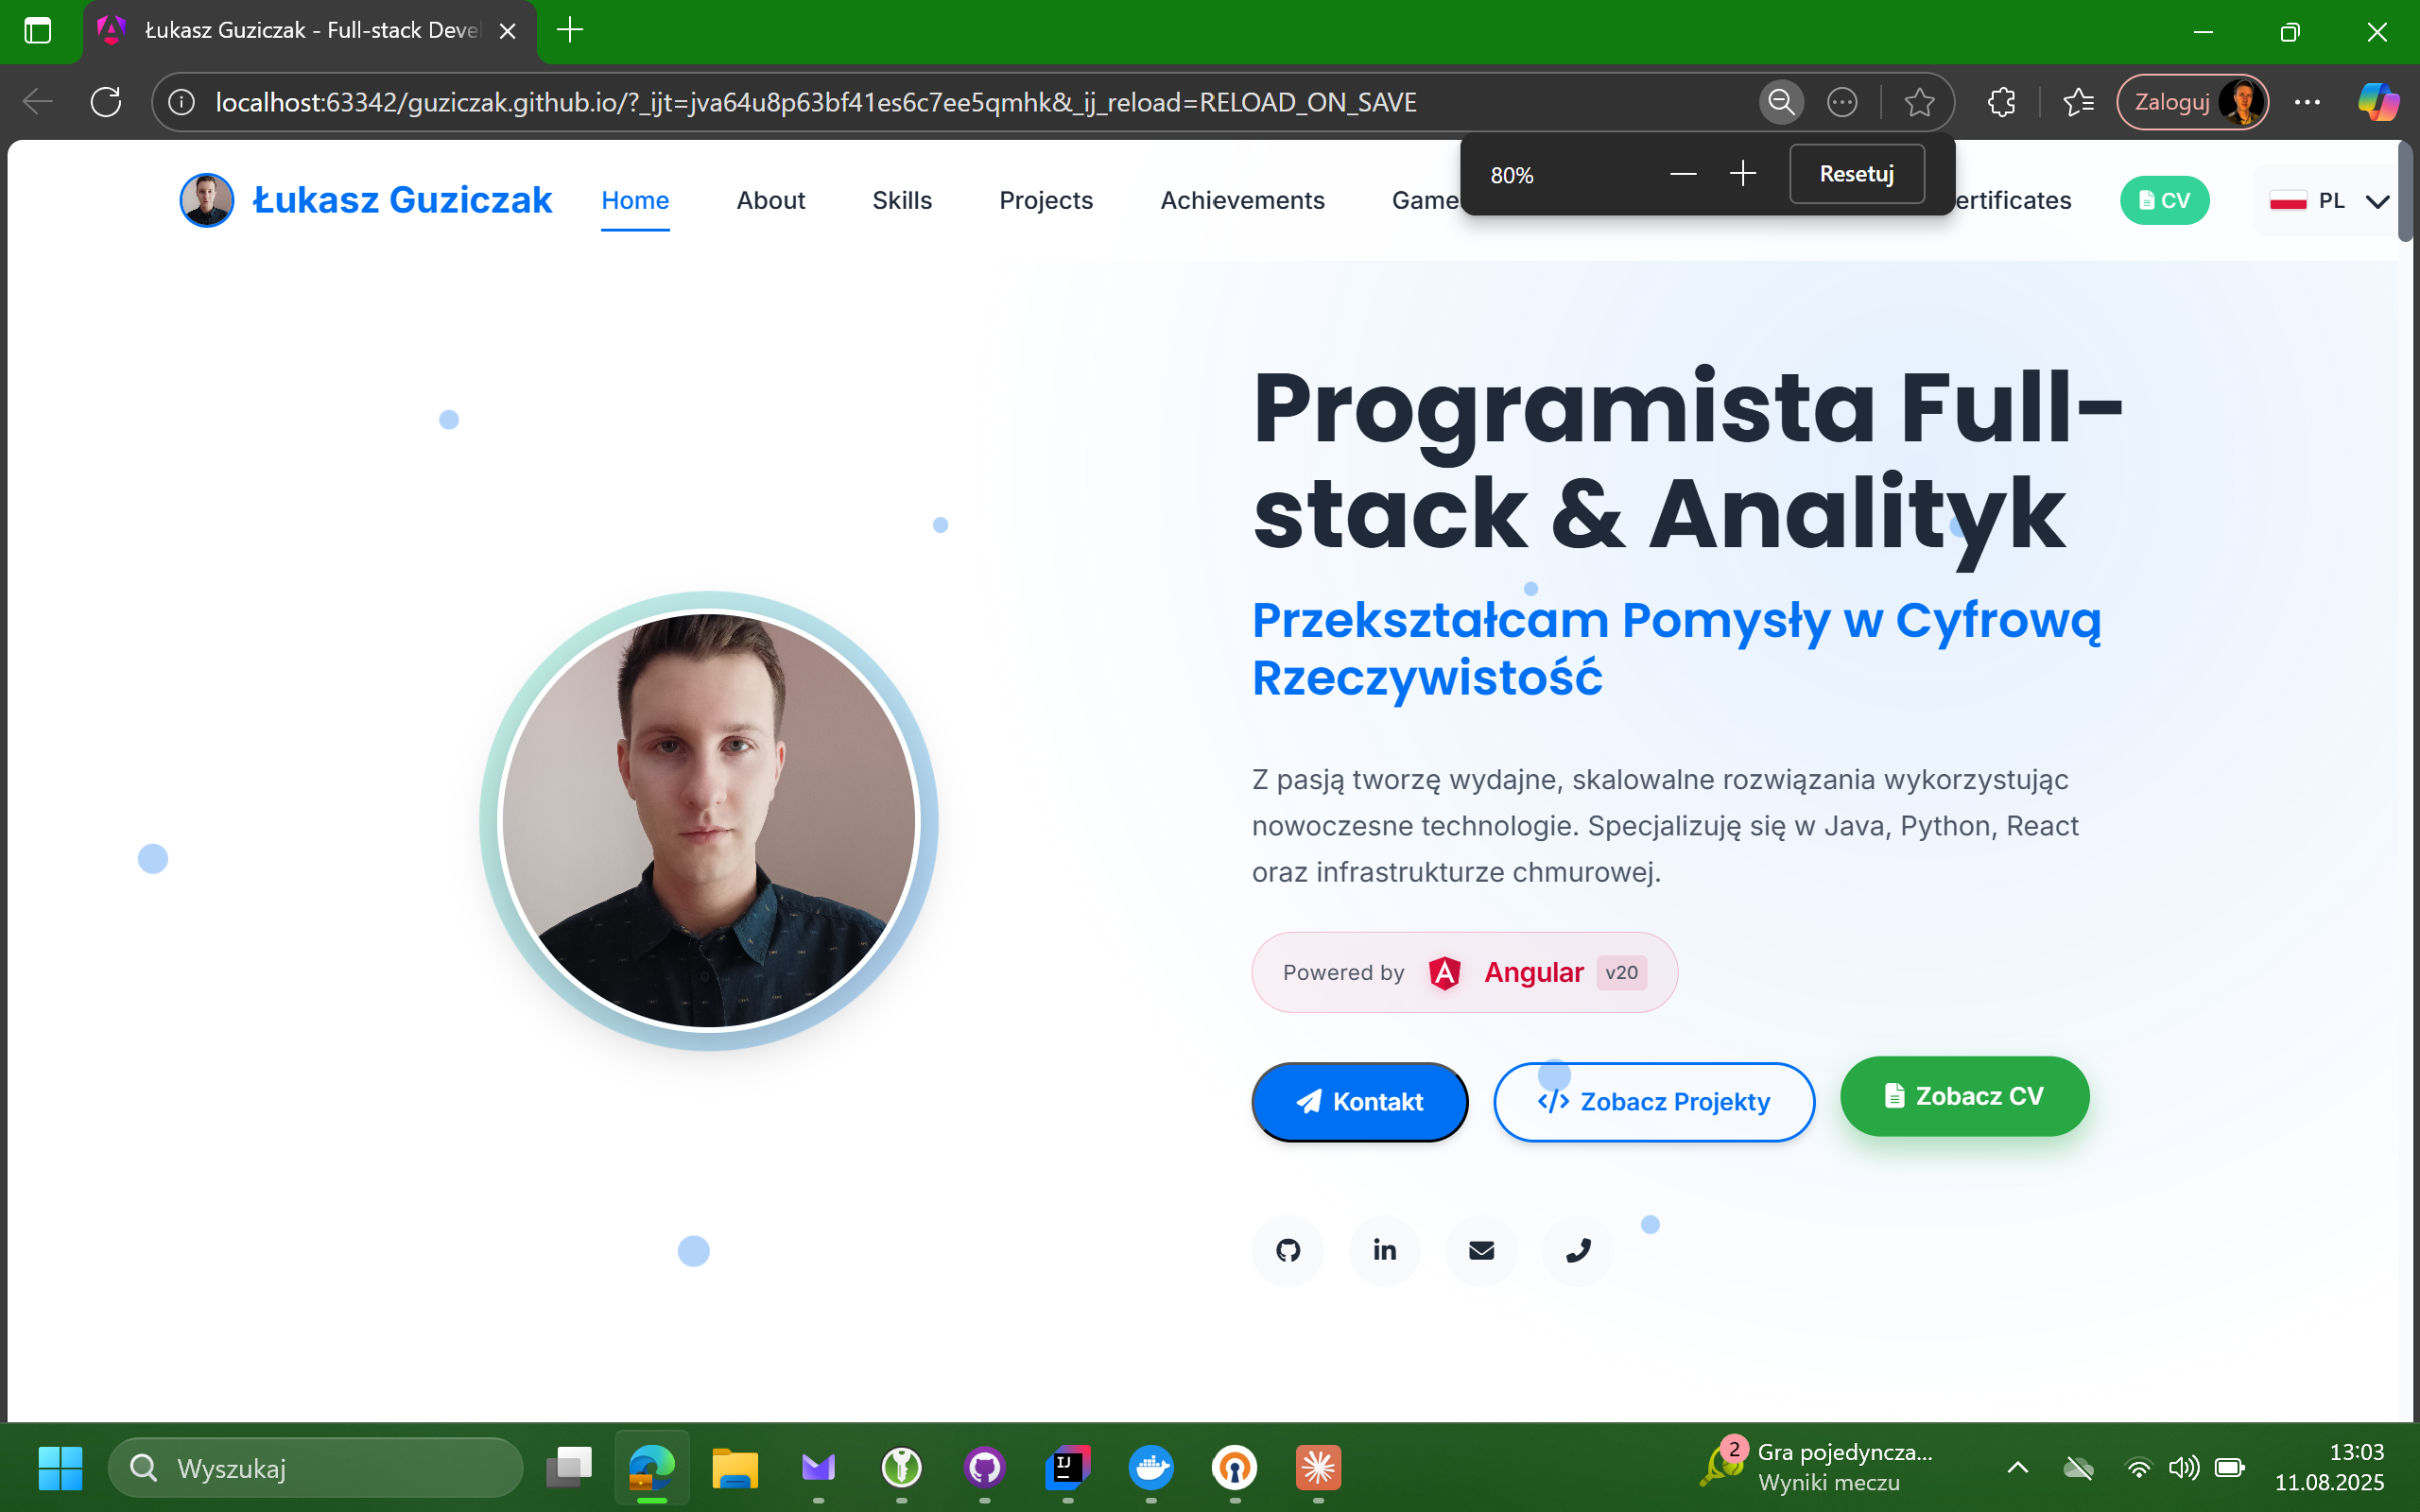 Łukasz Guziczak - Full-stack Deve
localhost:63342/guziczak.github.io/?_ijt=jva64u8p63bf41es6c7ee5qmhk&_ij_reload=RELOAD_ON_SAVE
Zaloguj
80%
Resetuj
Łukasz Guziczak
Home
About
Skills
Projects
Achievements
Game
ertificates
CV
PL
Programista Full-
stack & Analityk
Przekształcam Pomysły w Cyfrową
Rzeczywistość
Z pasją tworzę wydajne, skalowalne rozwiązania wykorzystując
nowoczesne technologie. Specjalizuję się w Java, Python, React
oraz infrastrukturze chmurowej.
Powered by Angular v20
Kontakt
Zobacz Projekty
Zobacz CV
Wyszukaj
2
Gra pojedyncza...
Wyniki meczu
13:03
11.08.2025